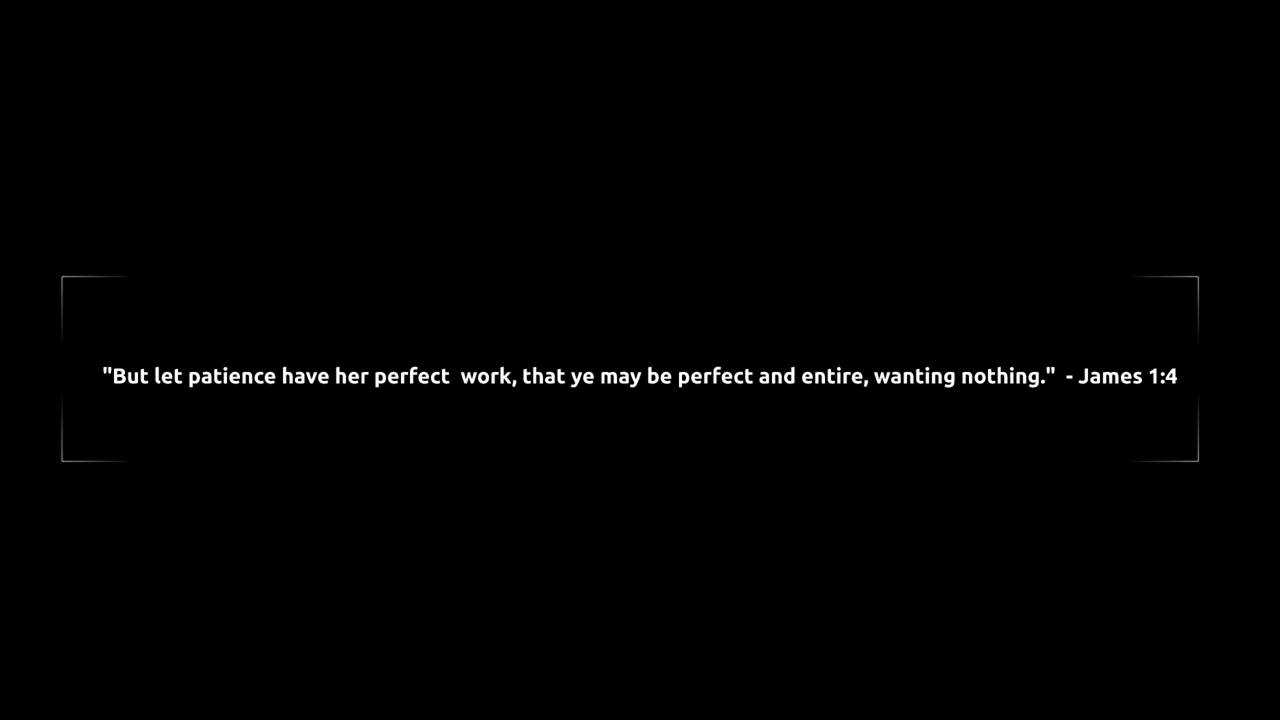 "But let patience have her perfect  work, that ye may be perfect and entire, wanting nothing."  - James 1:4